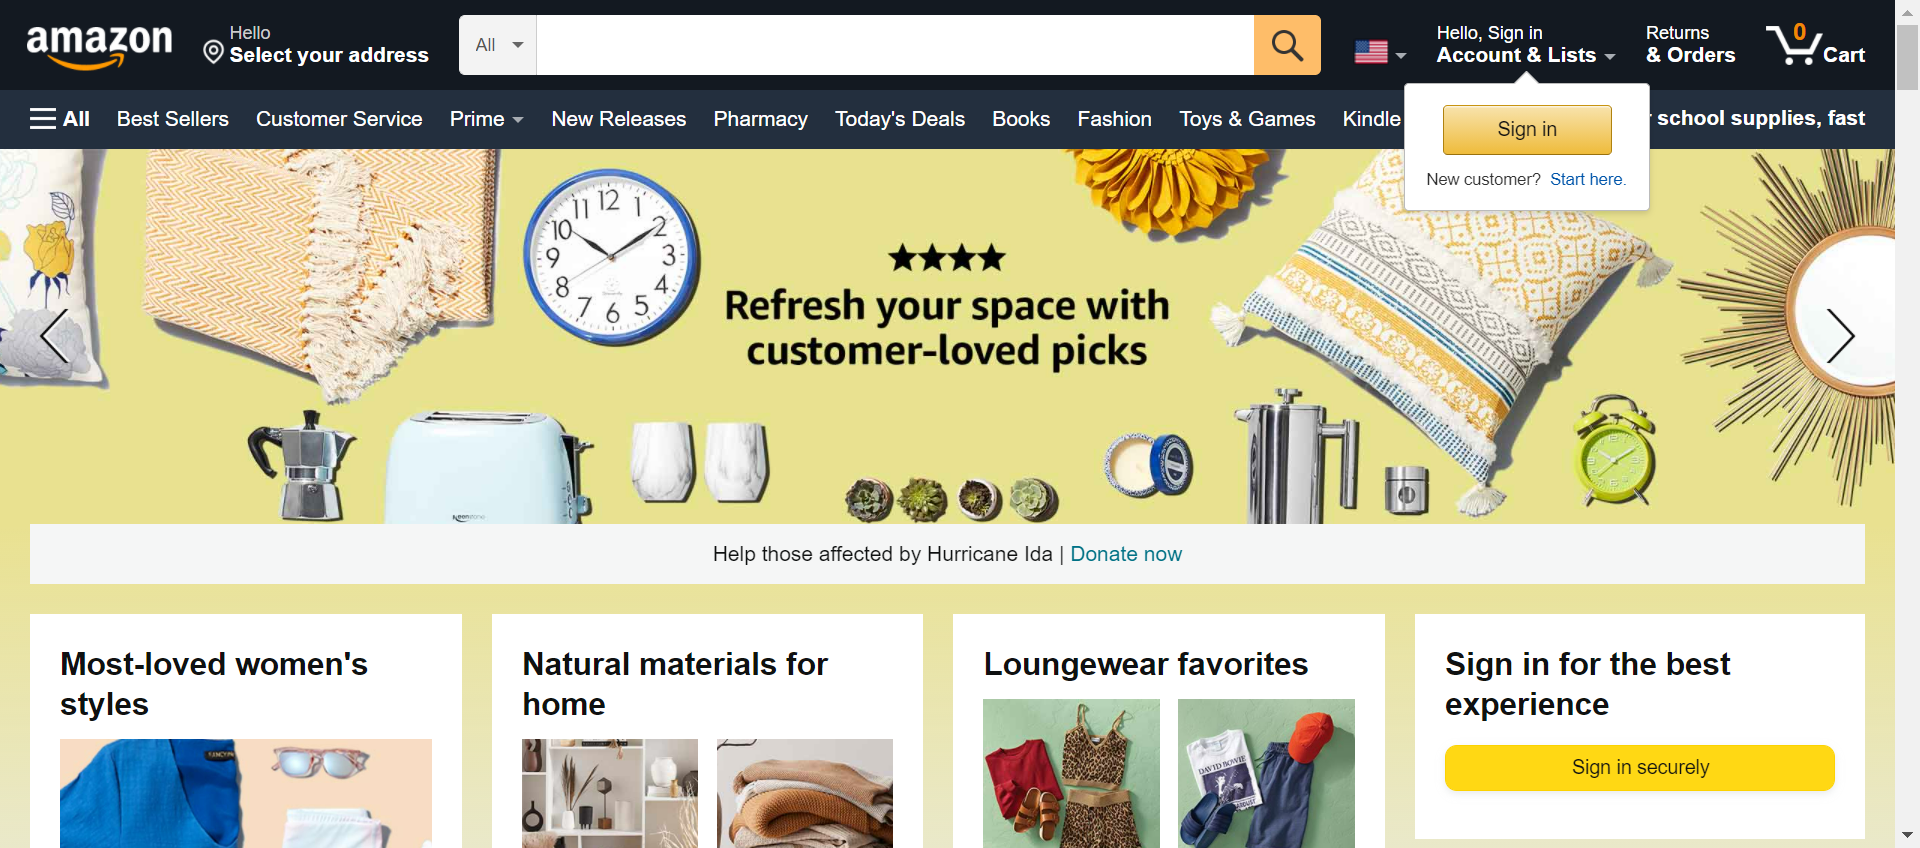 amazon
Hello
Select your address
All
Hello, Sign in
Account & Lists
Returns
& Orders
0
Cart
All
Best Sellers
Customer Service
Prime
New Releases
Pharmacy
Today's Deals
Books
Fashion
Toys & Games
Kindle
school supplies, fast
Sign in
New customer? Start here.
12
11
1
10
2
9
3
8
4
7
6
5
Refresh your space with
customer-loved picks
Help those affected by Hurricane Ida | Donate now
Most-loved women's
styles
Natural materials for
home
Loungewear favorites
DAVID BOWIE
Sign in for the best
experience
Sign in securely